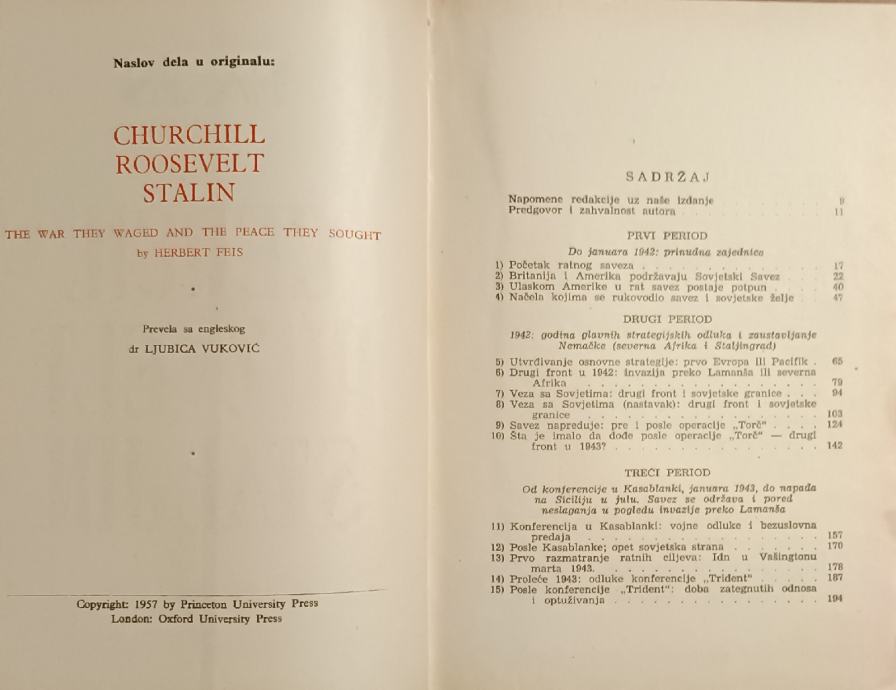 Naslov dela u originalu:
CHURCHILL
ROOSEVELT
STALIN
THE WAR THEY WAGED AND THE PEACE THEY SOUGHT
by HERBERT FEIS
Prevela sa engleskog
dr LJUBICA VUKOVIĆ
Copyright: 1957 by Princeton University Press
London: Oxford University Press
SADRŽAJ
Napomene redakcije uz naše izdanje 9
Predgovor i zahvalnost autora 11
PRVI PERIOD
Do januara 1942: prinudna zajednica
1) Početak ratnog saveza . . . . . . . . . . . 17
2) Britanija i Amerika podržavaju Sovjetski Savez . . 22
3) Ulaskom Amerike u rat savez postaje potpun . . . 40
4) Načela kojima se rukovodio savez i sovjetske želje . 47
DRUGI PERIOD
1942: godina glavnih strategijskih odluka i zaustavljanje
Nemačke (severna Afrika i Staljingrad)
5) Utvrđivanje osnovne strategije: prvo Evropa ili Pacifik . 65
6) Drugi front u 1942: invazija preko Lamanša ili severna
Afrika . . . . . . . . . . . . . . . . 79
7) Veza sa Sovjetima: drugi front i sovjetske granice . . . 94
8) Veza sa Sovjetima (nastavak): drugi front i sovjetske
granice . . . . . . . . . . . . . . . 103
9) Savez napreduje: pre i posle operacije „Torč“ . . . . 124
10) Šta je imalo da dođe posle operacije „Torč“ — drugi
front u 1943? . . . . . . . . . . . . . 142
TREĆI PERIOD
Od konferencije u Kasablanki, januara 1943, do napada
na Siciliju u julu. Savez se održava i pored
neslaganja u pogledu invazije preko Lamanša
11) Konferencija u Kasablanki: vojne odluke i bezuslovna
predaja . . . . . . . . . . . . . . . 157
12) Posle Kasablanke; opet sovjetska strana . . . . . . 170
13) Prvo razmatranje ratnih ciljeva: Idn u Vašingtonu
marta 1943. . . . . . . . . . . . . . . 178
14) Proleće 1943: odluke konferencije „Trident“ . . . . . 187
15) Posle konferencije „Trident“: doba zategnutih odnosa
i optuživanja . . . . . . . . . . . . . . 194